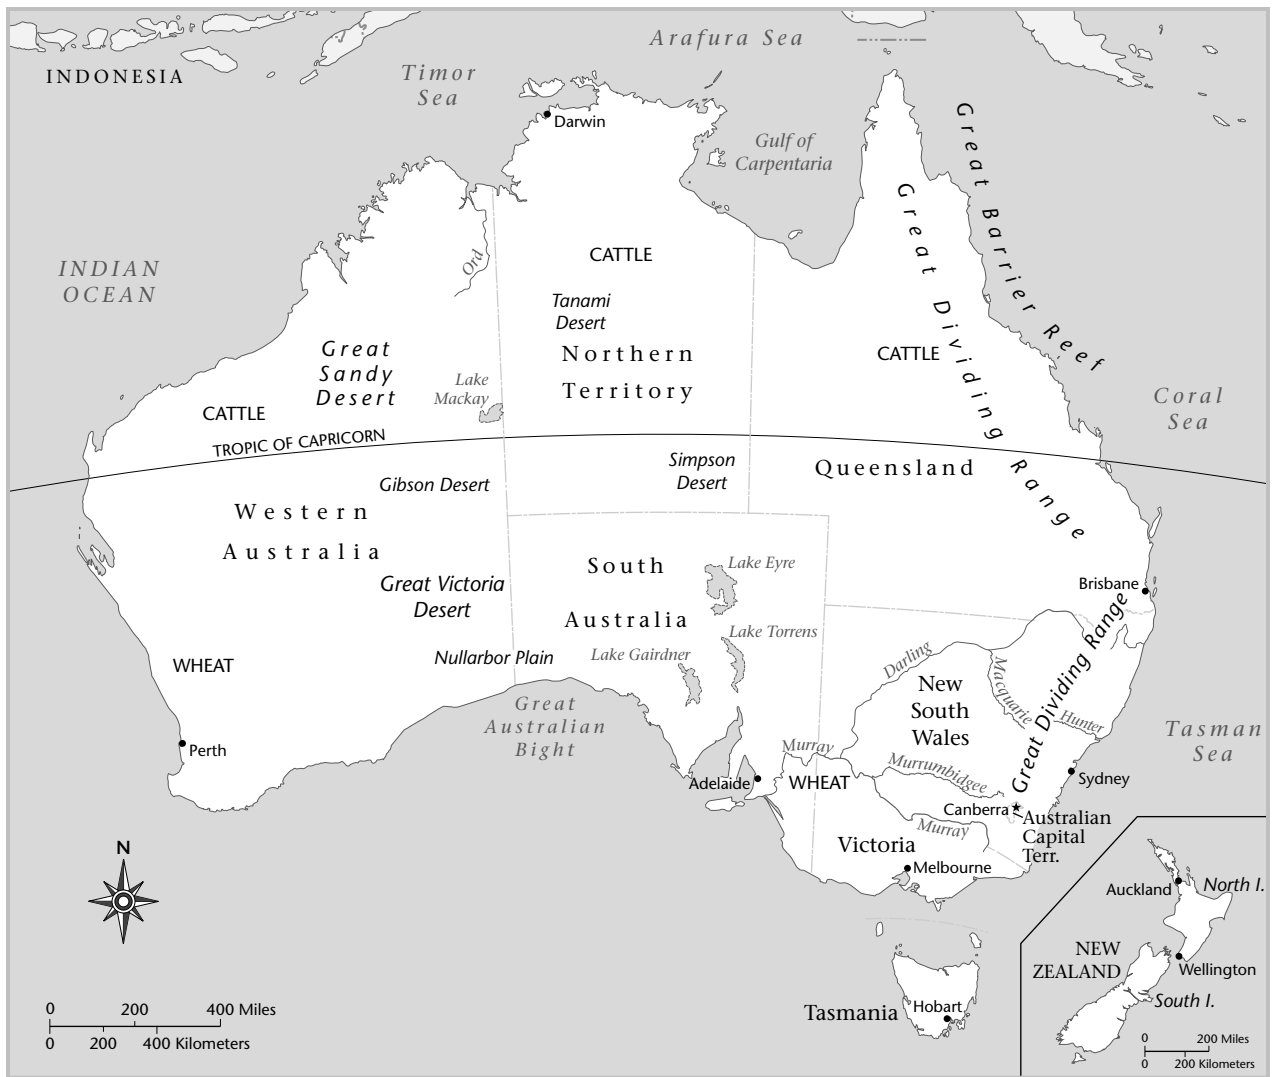 Arafura Sea
INDONESIA
Timor
Sea
Darwin
Gulf of
Carpentaria
Great Barrier Reef
Great Dividing Range
INDIAN
OCEAN
Ord
CATTLE
Tanami
Desert
Northern
Territory
Great
Sandy
Desert
Lake
Mackay
CATTLE
CATTLE
Coral
Sea
TROPIC OF CAPRICORN
Gibson Desert
Simpson
Desert
Queensland
Western
Australia
Great Victoria
Desert
South
Australia
Lake Eyre
Lake Torrens
Lake Gairdner
Brisbane
Great Dividing Range
WHEAT
Nullarbor Plain
Great
Australian
Bight
Darling
Macquarie
Hunter
New
South
Wales
Tasman
Sea
Perth
Murray
Murrumbidgee
Adelaide
WHEAT
Sydney
Canberra
Australian
Capital
Terr.
Murray
Victoria
Melbourne
N
Tasmania
Hobart
Auckland
North I.
NEW
ZEALAND
Wellington
South I.
0 200 400 Miles
0 200 400 Kilometers
0 200 Miles
0 200 Kilometers